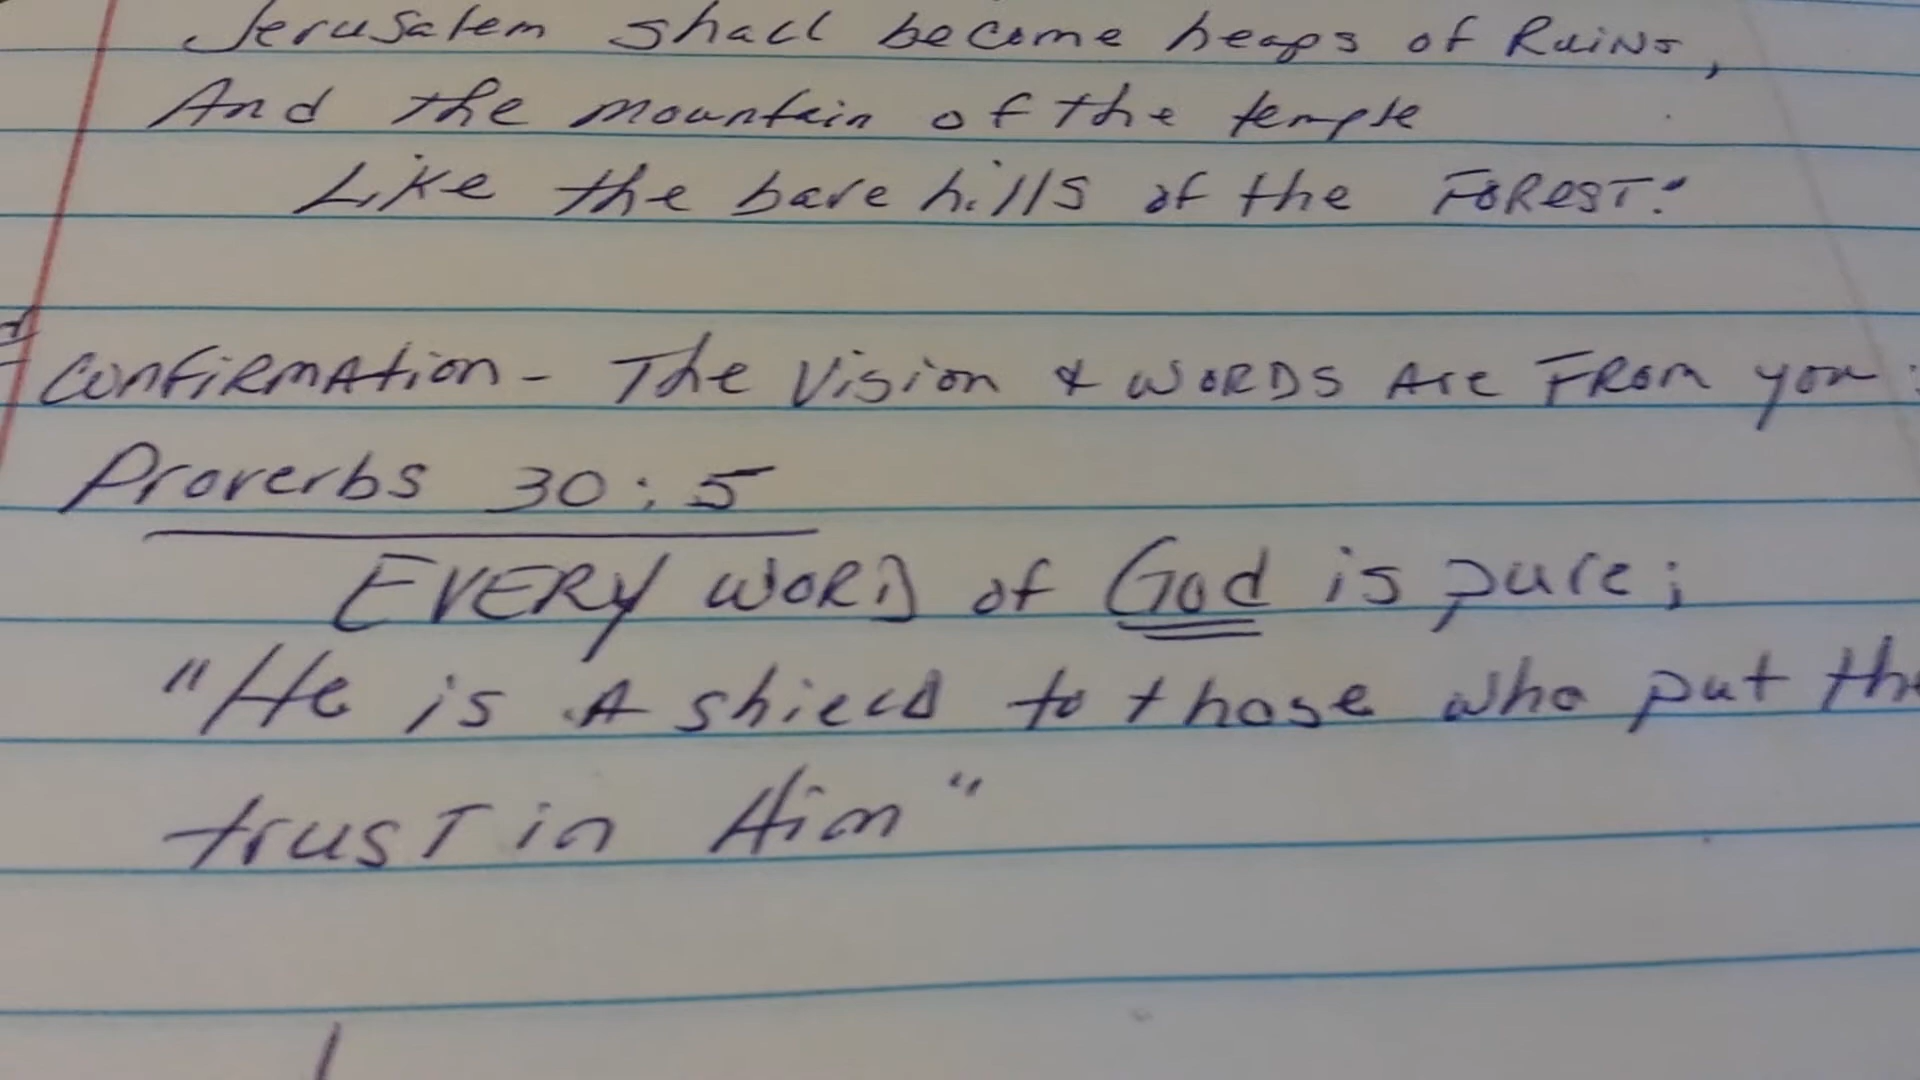 Jerusalem shall become heaps of Ruins,
And the mountain of the temple
Like the bare hills of the FOREST.
Confirmation - The Vision & WORDS Are FROM you:
Proverbs 30:5
EVERY WORD of God is pure;
"He is A shield to those who put the
trust in Him"